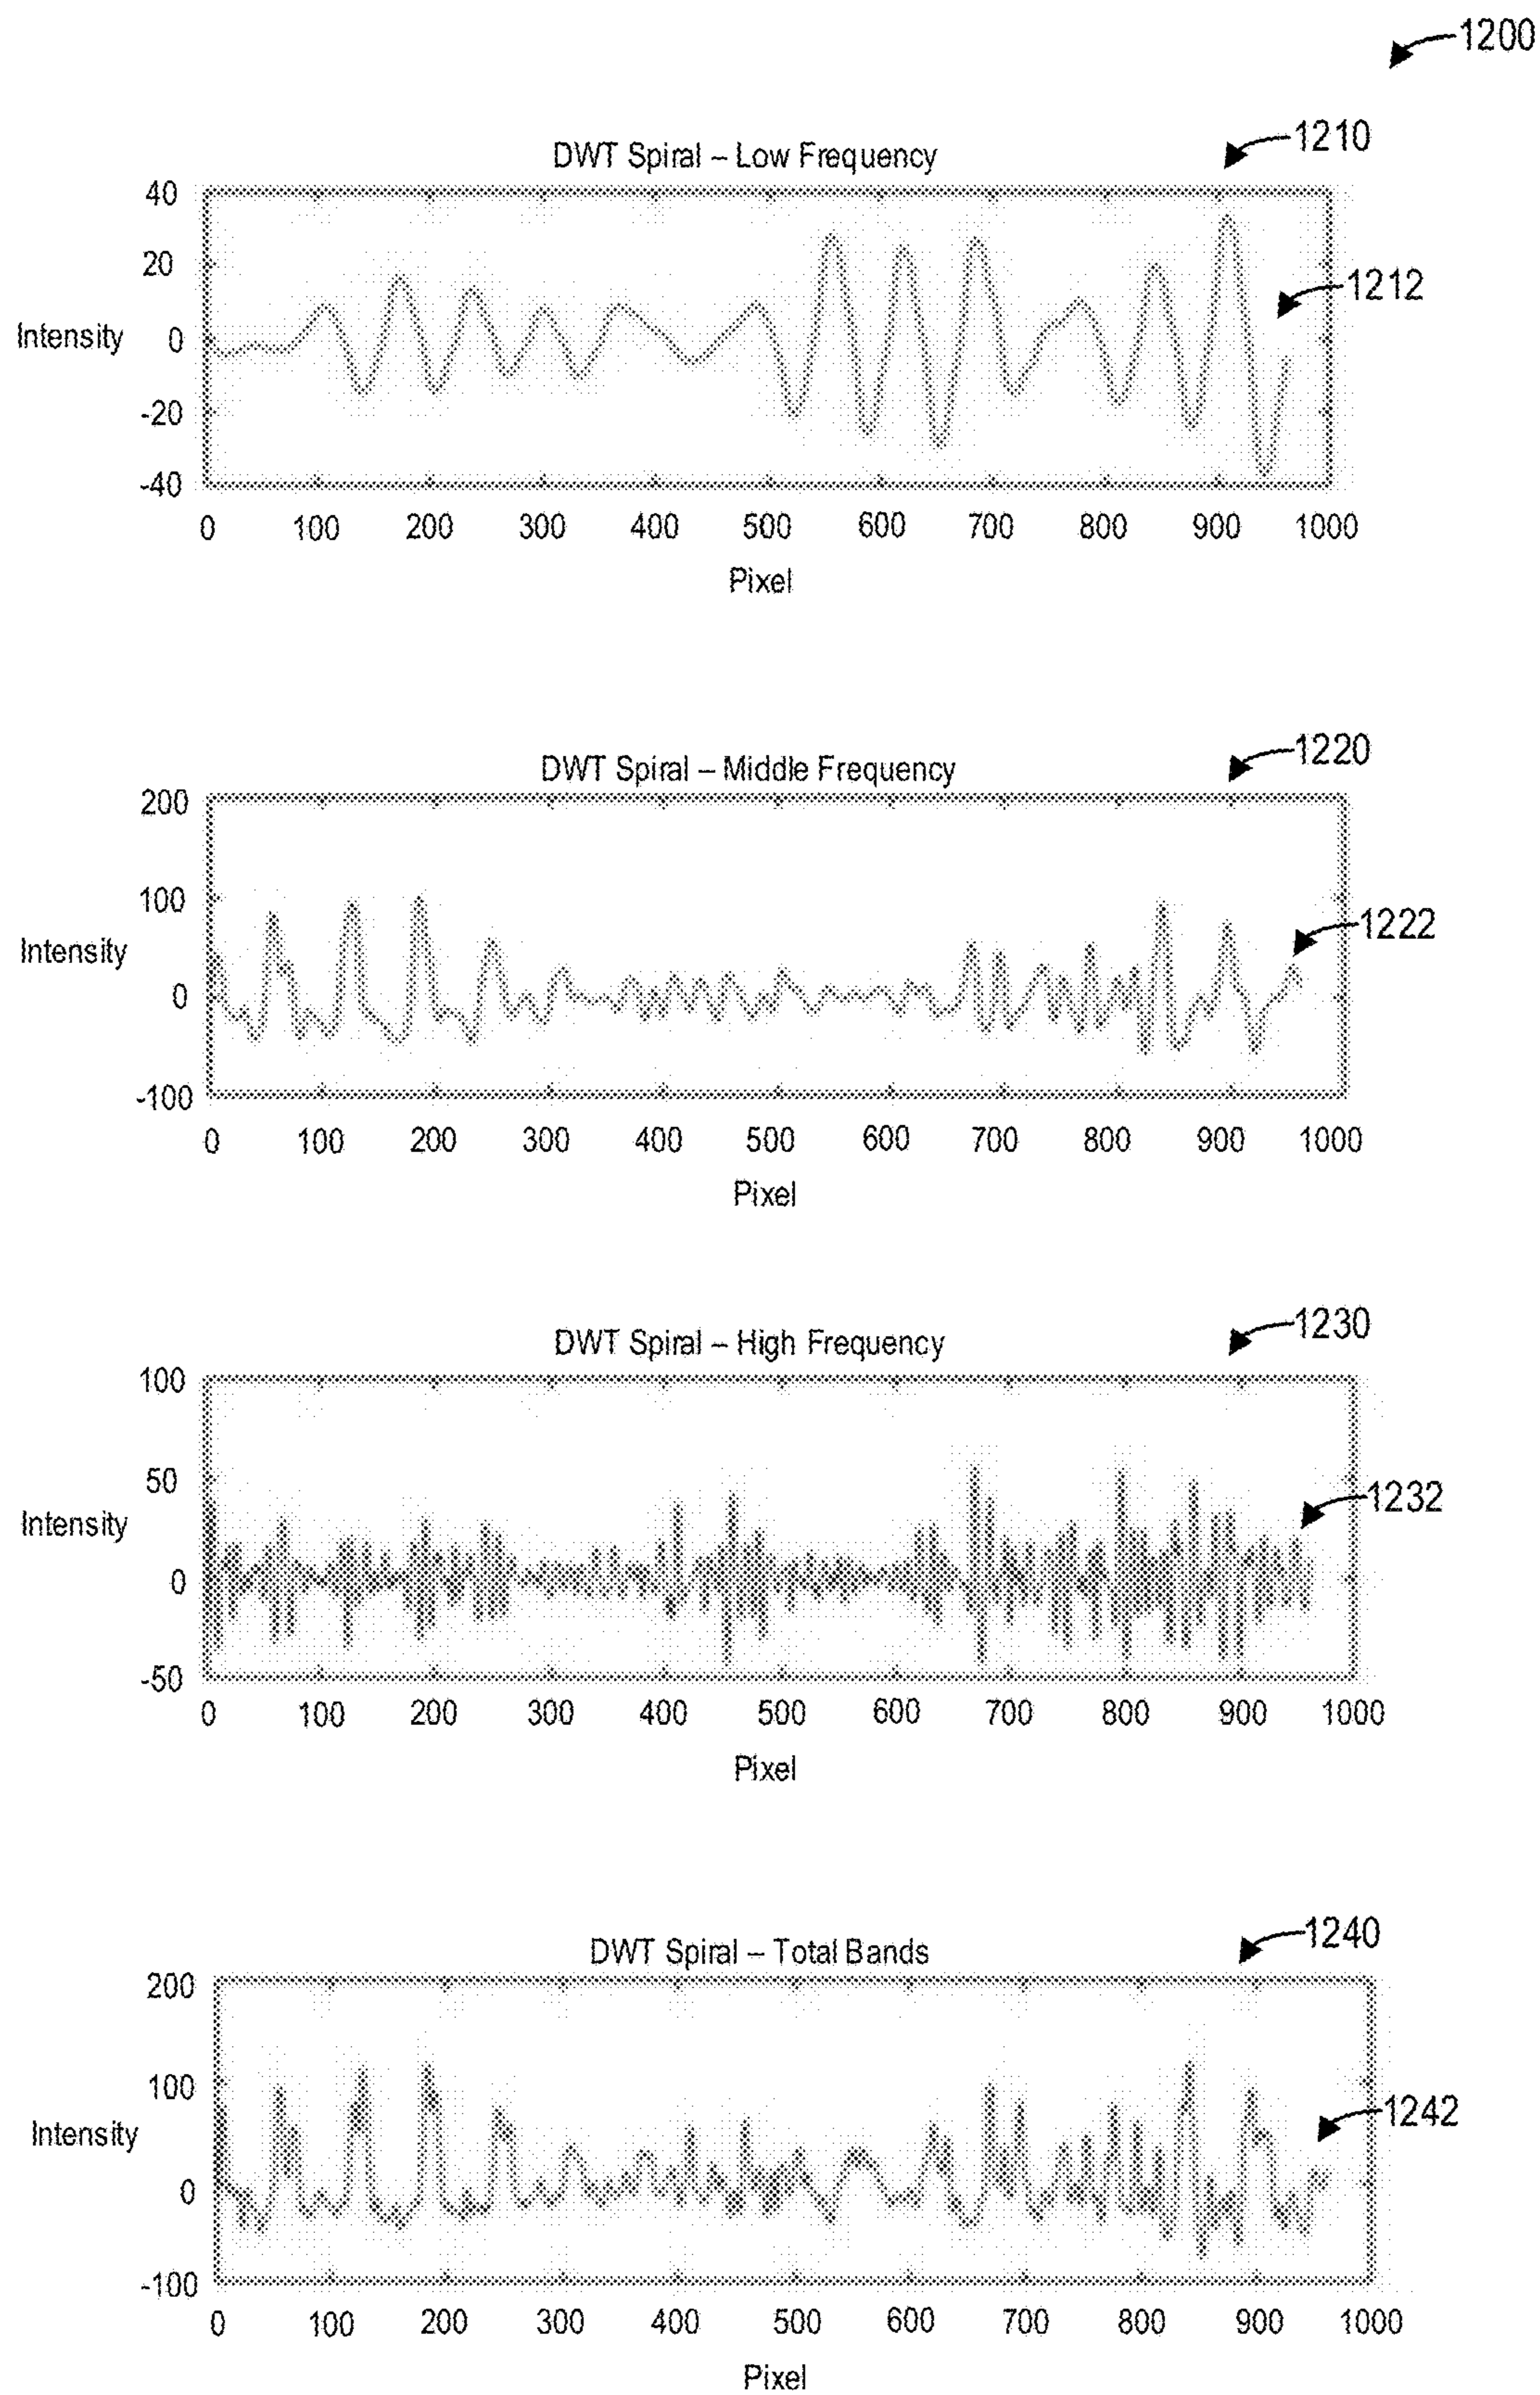 1200
1210
DWT Spiral – Low Frequency
40
20
1212
Intensity 0
-20
-40
0 100 200 300 400 500 600 700 800 900 1000
Pixel
1220
DWT Spiral – Middle Frequency
200
100
1222
Intensity
0
-100
0 100 200 300 400 500 600 700 800 900 1000
Pixel
1230
DWT Spiral – High Frequency
100
50
1232
Intensity
0
-50
0 100 200 300 400 500 600 700 800 900 1000
Pixel
1240
DWT Spiral – Total Bands
200
100
1242
Intensity
0
-100
0 100 200 300 400 500 600 700 800 900 1000
Pixel